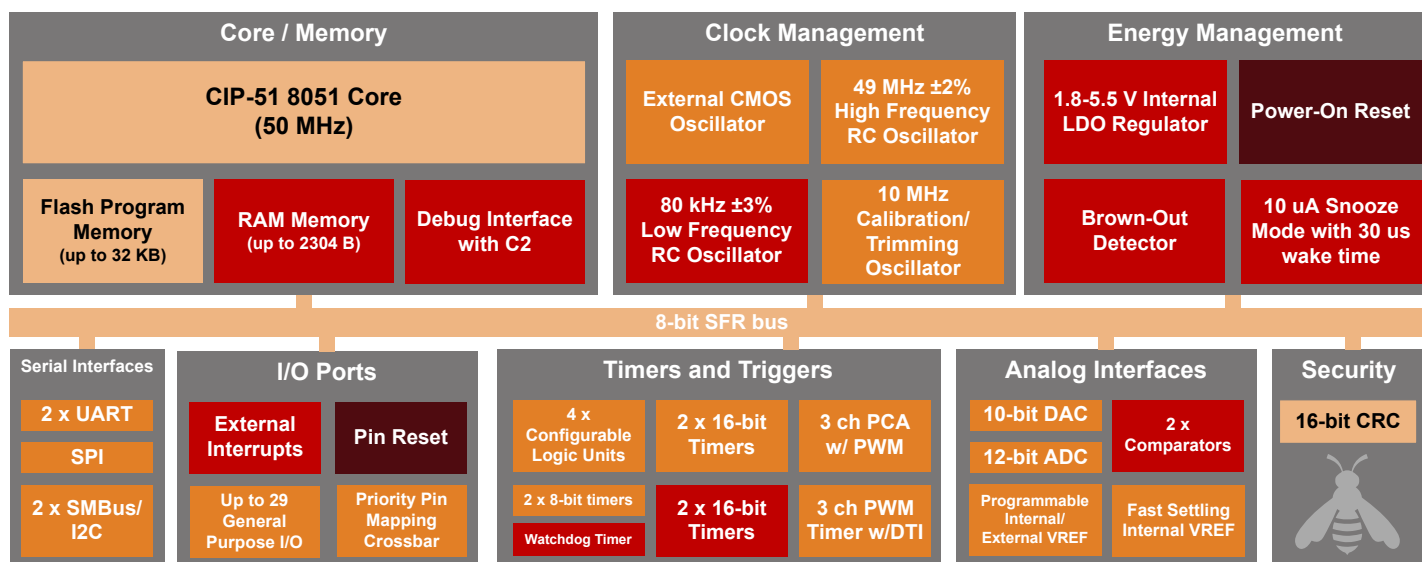 Core / Memory
CIP-51 8051 Core
(50 MHz)
Flash Program
Memory
(up to 32 KB)
RAM Memory
(up to 2304 B)
Debug Interface
with C2
Clock Management
External CMOS
Oscillator
49 MHz ±2%
High Frequency
RC Oscillator
80 kHz ±3%
Low Frequency
RC Oscillator
10 MHz
Calibration/
Trimming
Oscillator
Energy Management
1.8-5.5 V Internal
LDO Regulator
Power-On Reset
Brown-Out
Detector
10 uA Snooze
Mode with 30 us
wake time
8-bit SFR bus
Serial Interfaces
2 x UART
SPI
2 x SMBus/
I2C
I/O Ports
External
Interrupts
Pin Reset
Up to 29
General
Purpose I/O
Priority Pin
Mapping
Crossbar
Timers and Triggers
4 x
Configurable
Logic Units
2 x 16-bit
Timers
3 ch PCA
w/ PWM
2 x 8-bit timers
Watchdog Timer
2 x 16-bit
Timers
3 ch PWM
Timer w/DTI
Analog Interfaces
10-bit DAC
12-bit ADC
2 x
Comparators
Programmable
Internal/
External VREF
Fast Settling
Internal VREF
Security
16-bit CRC